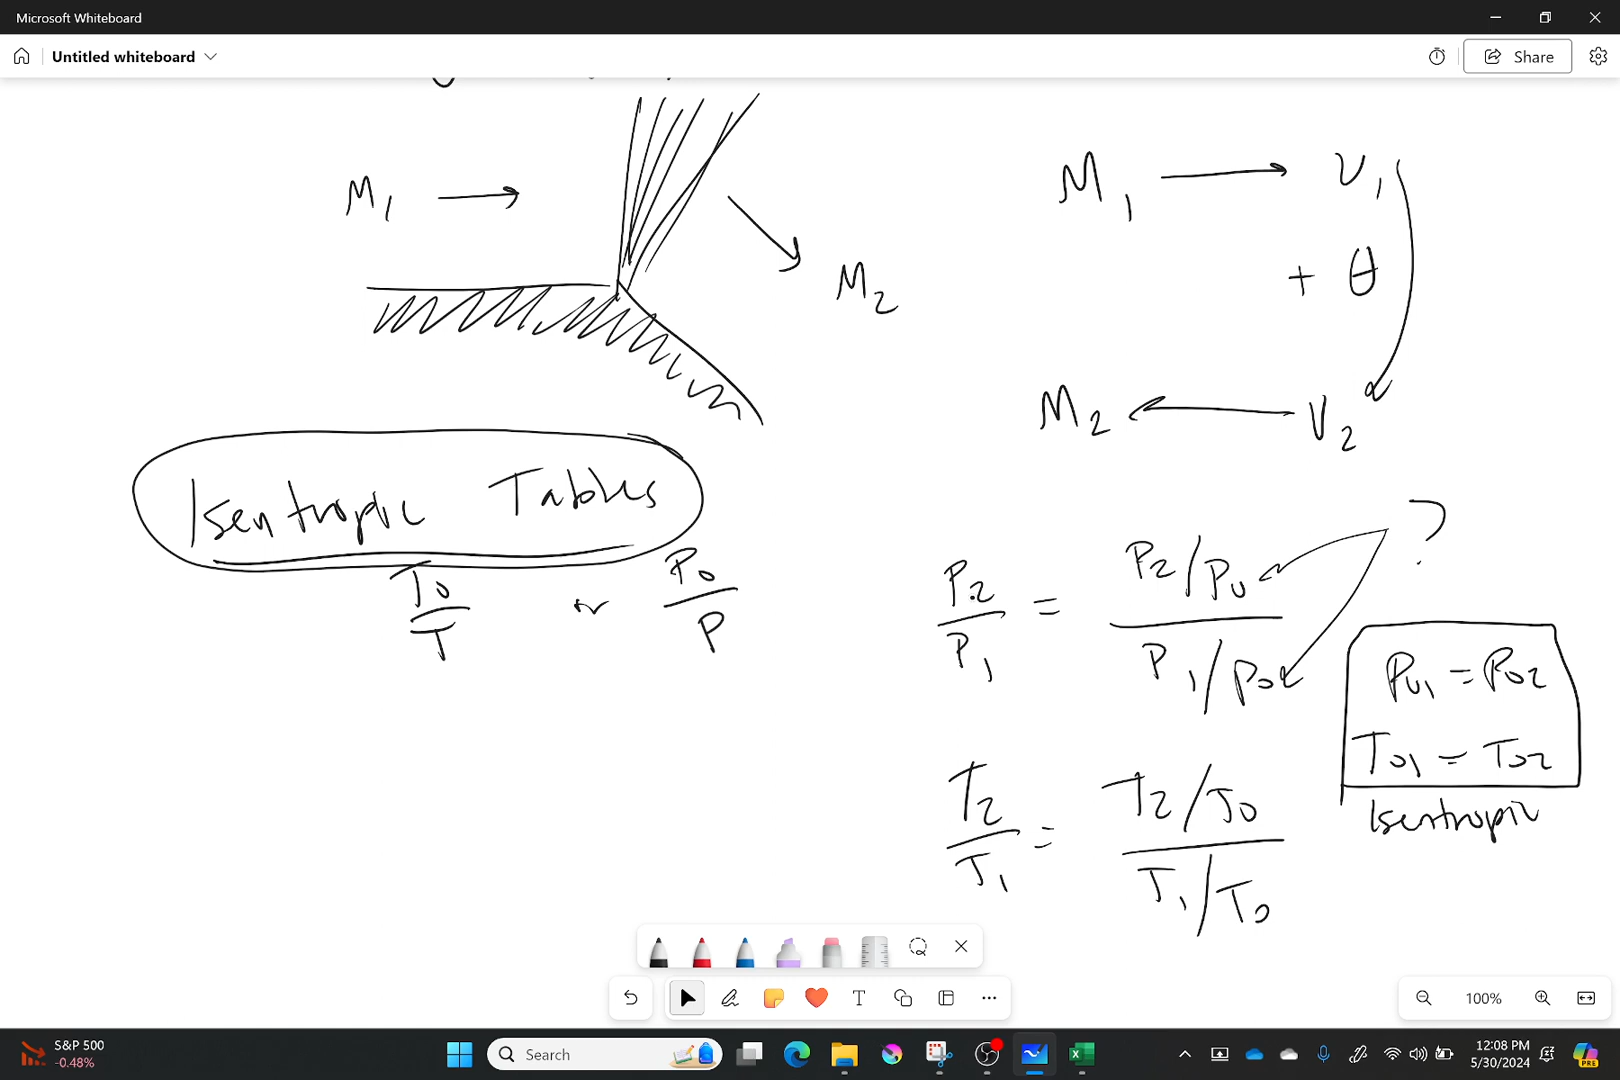 Microsoft Whiteboard
Untitled whiteboard
Share
M1 → M2
M1 → ν1
+ θ
M2 ← ν2
Isentropic Tables
T0/T or P0/P
P2/P1 = (P2/P0)/(P1/P02) ?
P01 = P02
T01 = T02
Isentropic
T2/T1 = (T2/T0)/(T1/T0)
100%
S&P 500
-0.48%
Search
12:08 PM
5/30/2024
PRE